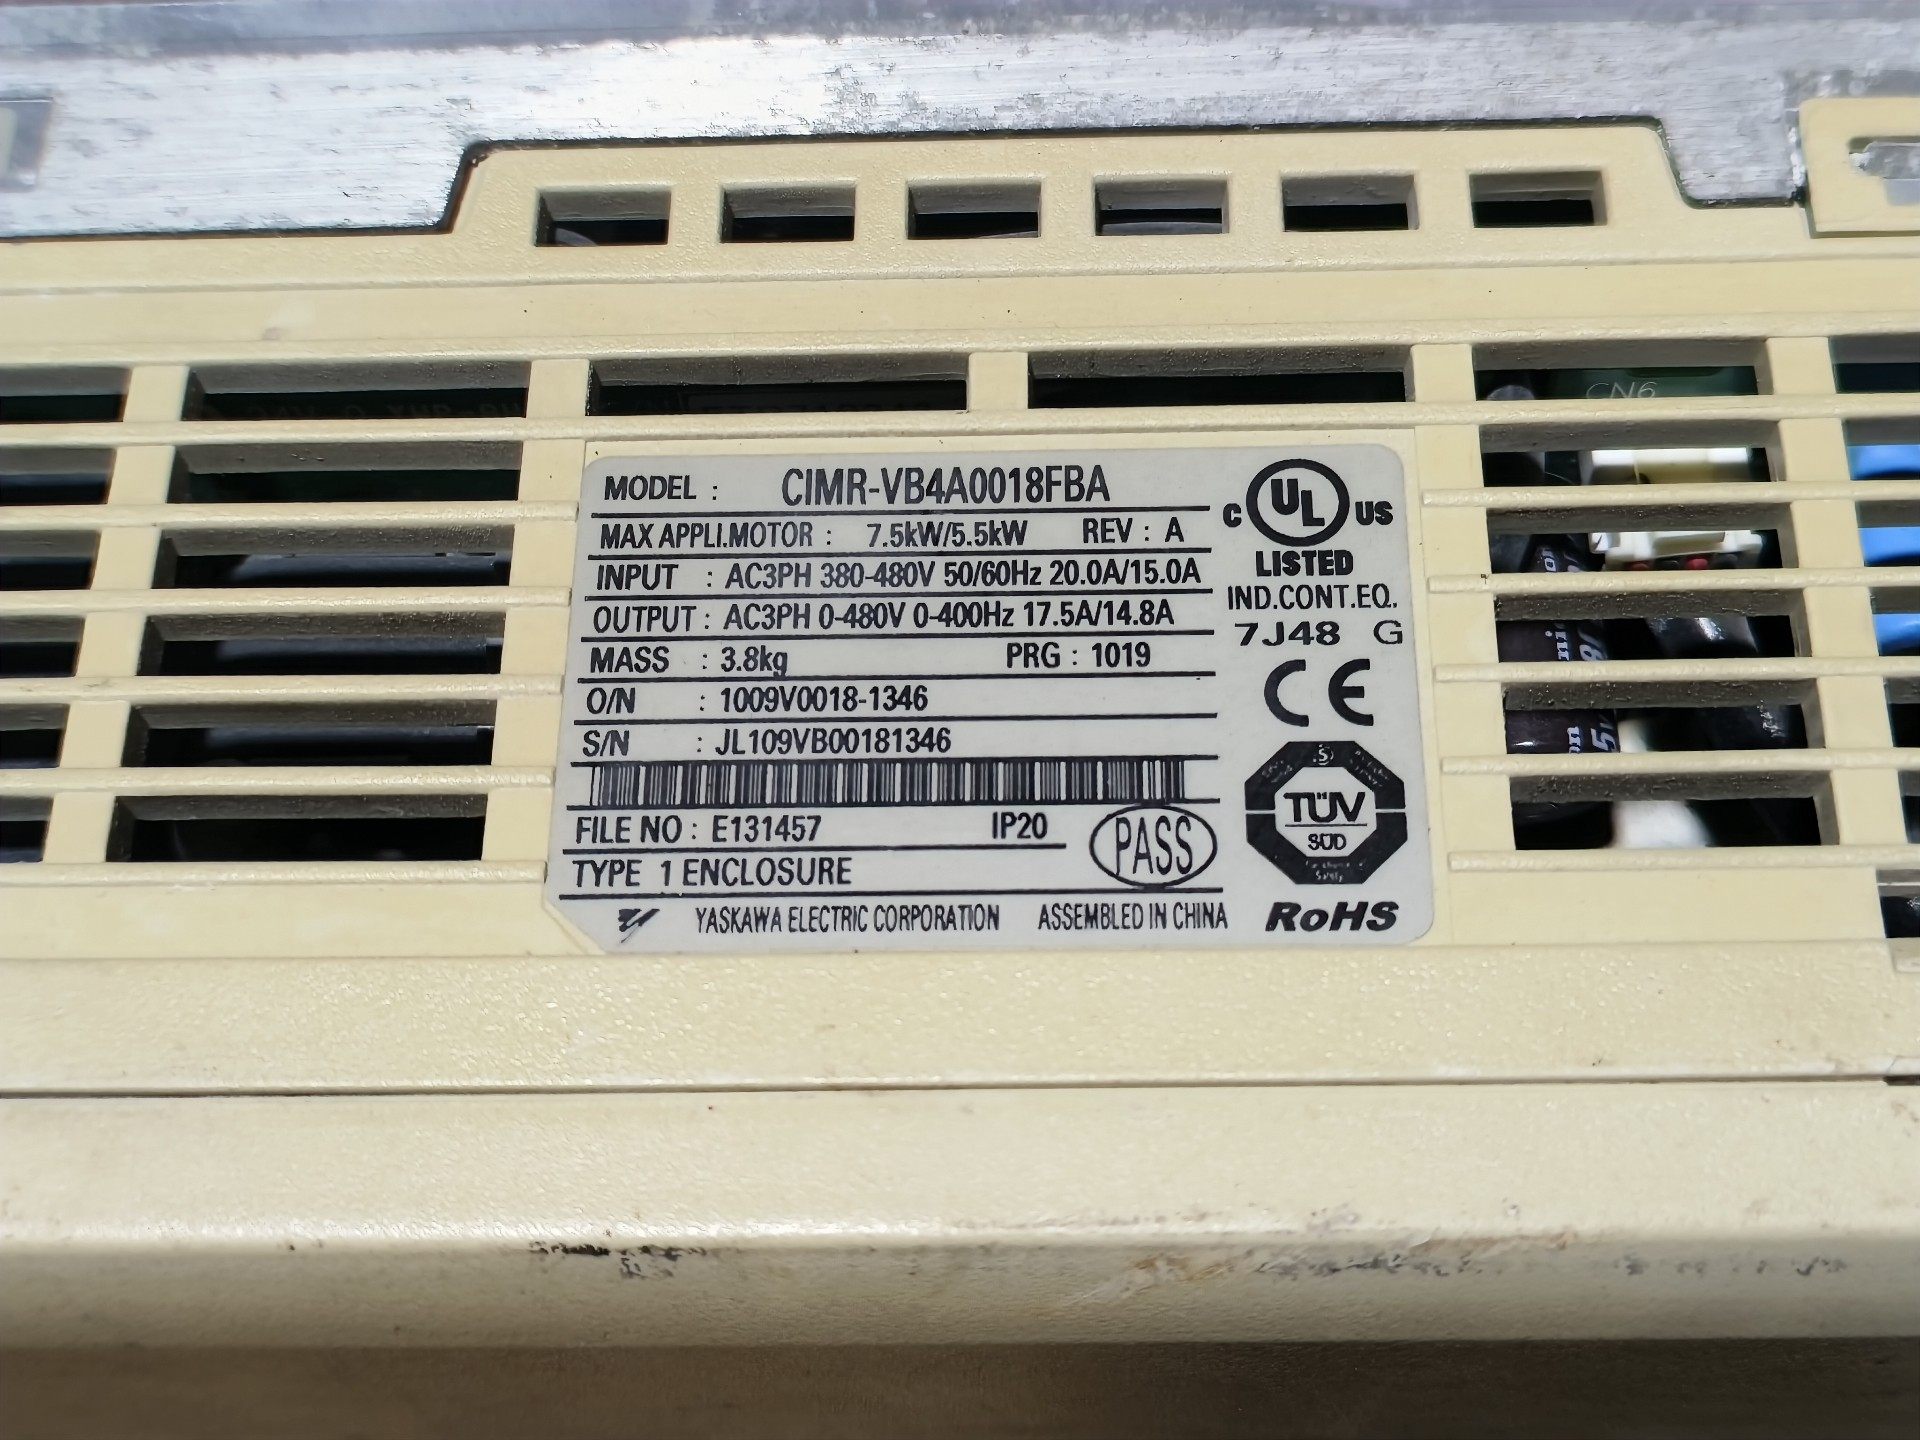 CN6
MODEL : CIMR-VB4A0018FBA
MAX APPLI.MOTOR : 7.5kW/5.5kW REV : A
INPUT : AC3PH 380-480V 50/60Hz 20.0A/15.0A
OUTPUT : AC3PH 0-480V 0-400Hz 17.5A/14.8A
MASS : 3.8kg PRG : 1019
O/N : 1009V0018-1346
S/N : JL109VB00181346
FILE NO : E131457 IP20
TYPE 1 ENCLOSURE
PASS
YASKAWA ELECTRIC CORPORATION ASSEMBLED IN CHINA
C UL US
LISTED
IND.CONT.EQ.
7J48 G
CE
TÜV
SÜD
RoHS